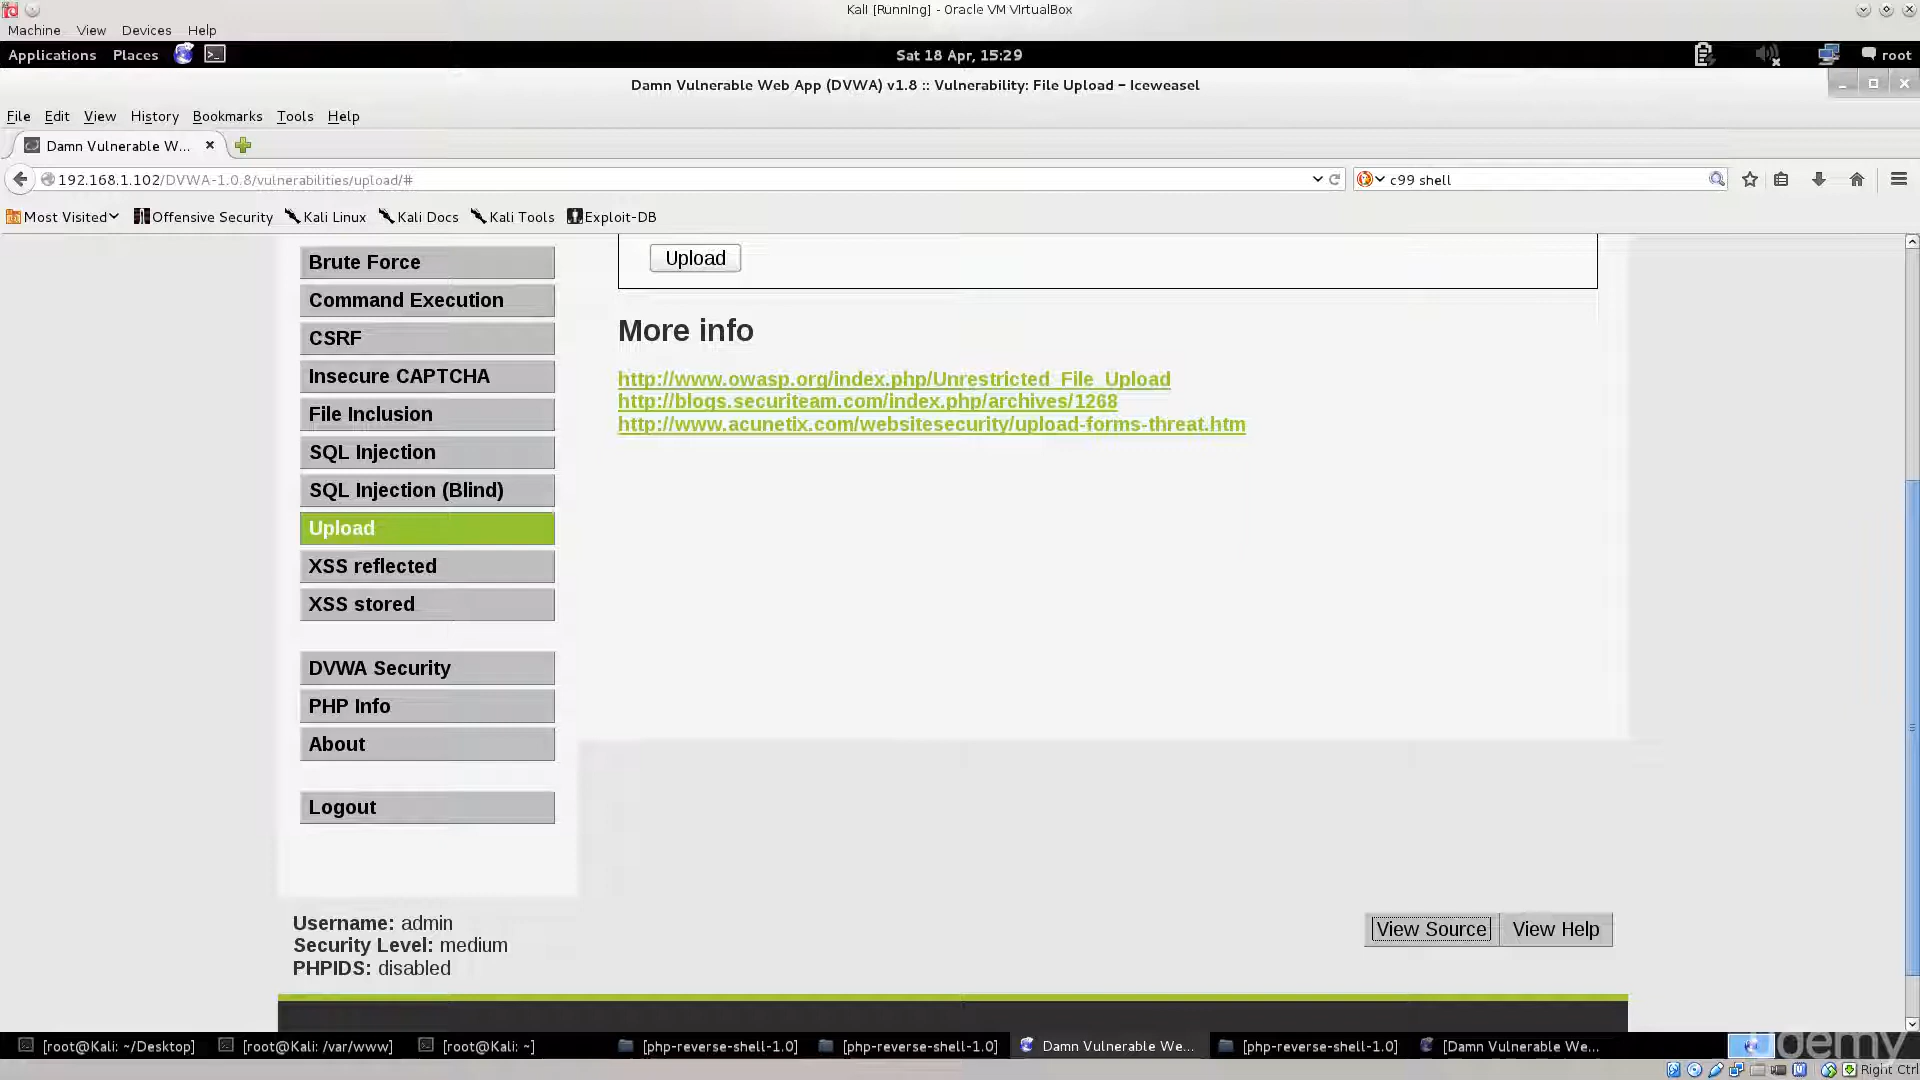 Kali [Running] - Oracle VM VirtualBox
Machine View Devices Help
Applications Places Sat 18 Apr, 15:29 root
Damn Vulnerable Web App (DVWA) v1.8 :: Vulnerability: File Upload - Iceweasel
File Edit View History Bookmarks Tools Help
Damn Vulnerable W...
192.168.1.102/DVWA-1.0.8/vulnerabilities/upload/# c99 shell
Most Visited Offensive Security Kali Linux Kali Docs Kali Tools Exploit-DB
Upload
More info
http://www.owasp.org/index.php/Unrestricted_File_Upload
http://blogs.securiteam.com/index.php/archives/1268
http://www.acunetix.com/websitesecurity/upload-forms-threat.htm
Brute Force
Command Execution
CSRF
Insecure CAPTCHA
File Inclusion
SQL Injection
SQL Injection (Blind)
Upload
XSS reflected
XSS stored
DVWA Security
PHP Info
About
Logout
Username: admin
Security Level: medium
PHPIDS: disabled
View Source View Help
[root@Kali: ~/Desktop] [root@Kali: /var/www] [root@Kali: ~] [php-reverse-shell-1.0] [php-reverse-shell-1.0] Damn Vulnerable We... [php-reverse-shell-1.0] [Damn Vulnerable We...
udemy
Right Ctrl